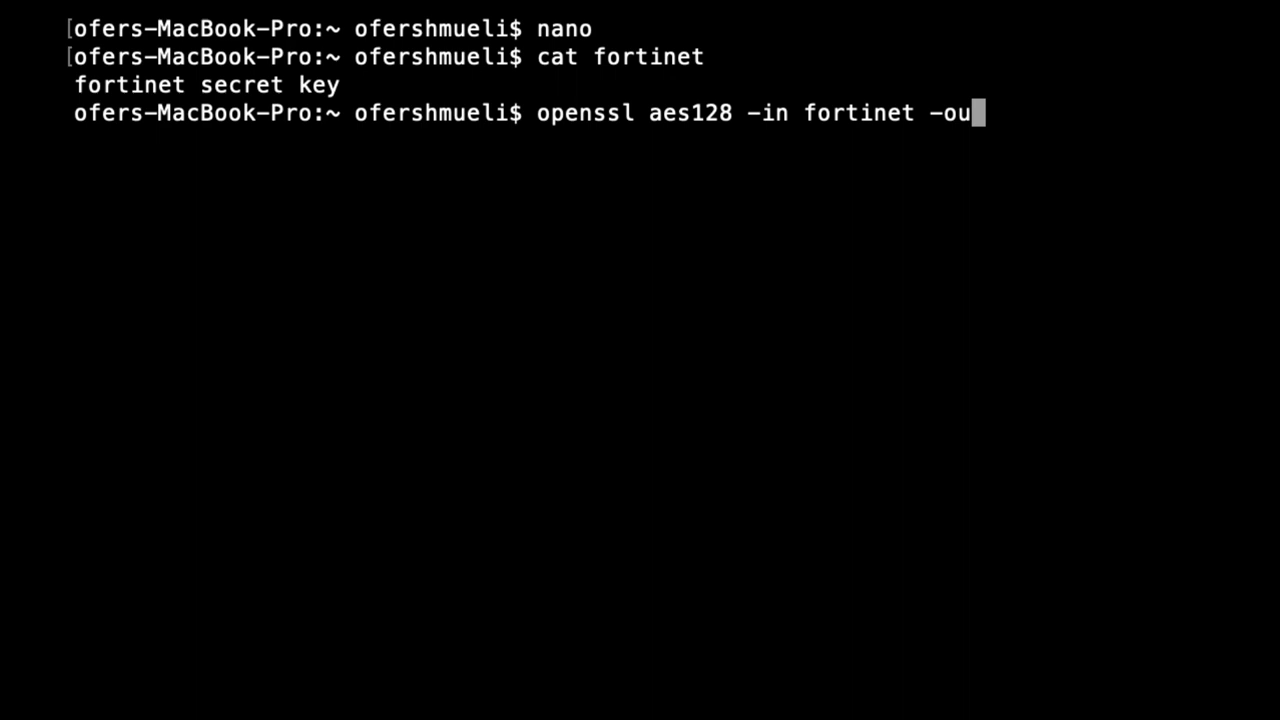 [ofers-MacBook-Pro:~ ofershmueli$ nano
[ofers-MacBook-Pro:~ ofershmueli$ cat fortinet
fortinet secret key
ofers-MacBook-Pro:~ ofershmueli$ openssl aes128 -in fortinet -ou